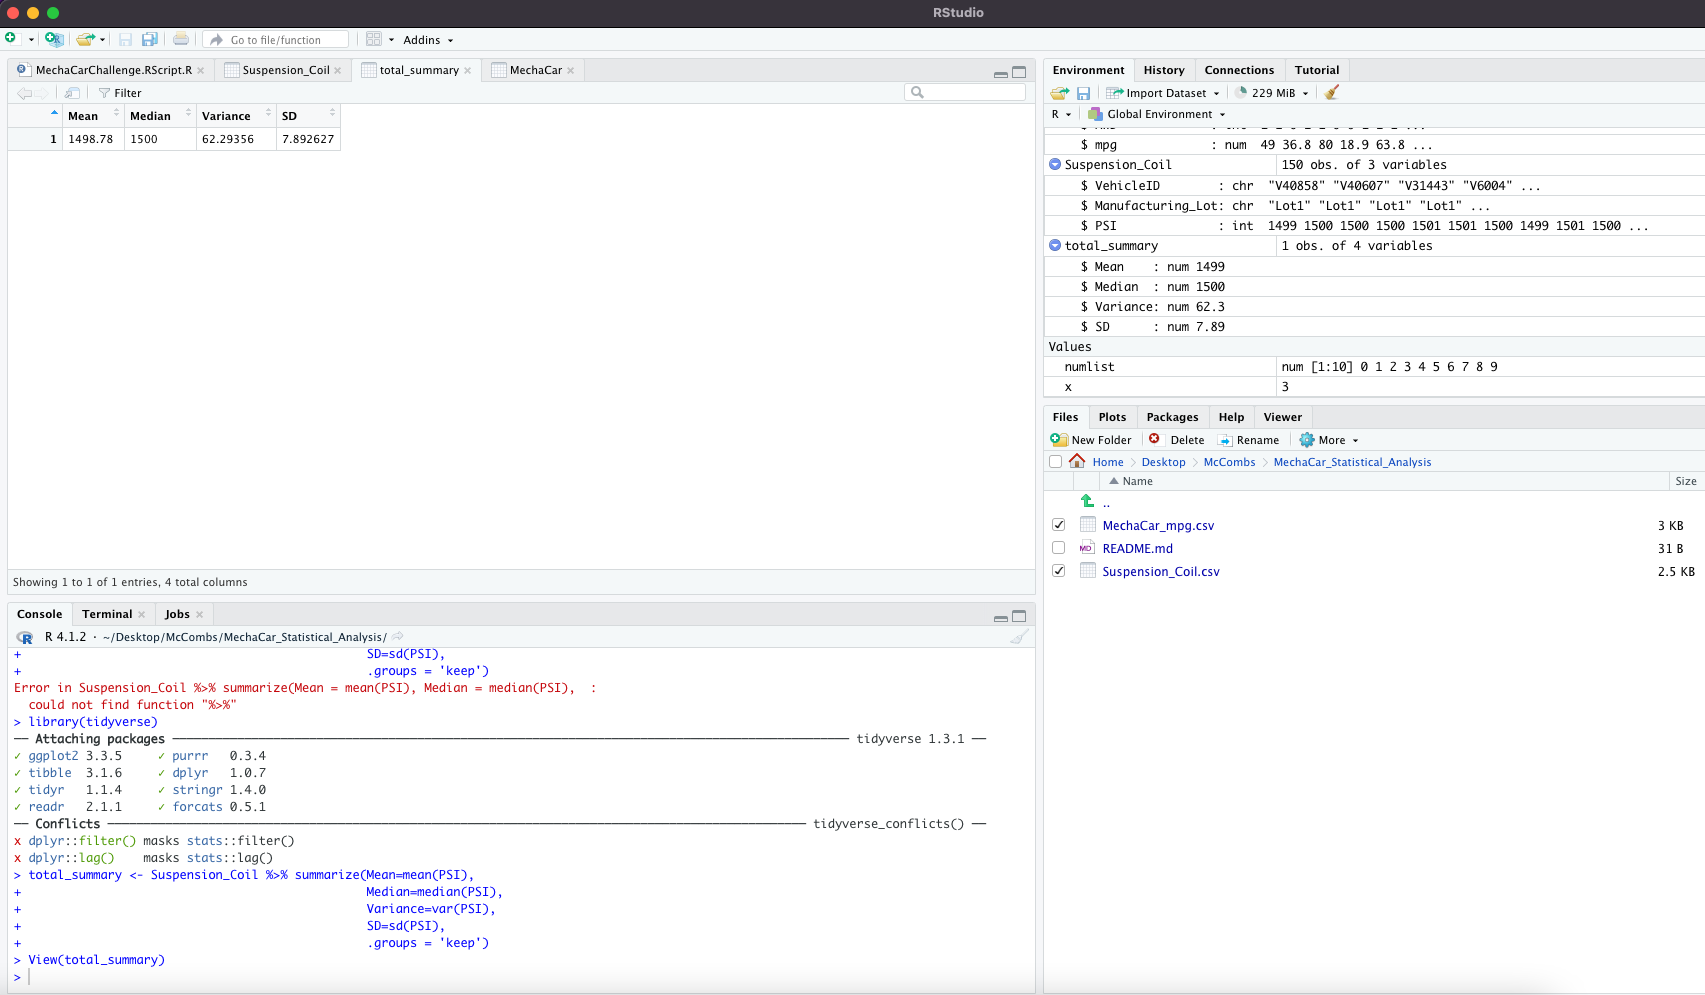 RStudio
Go to file/function
Addins
MechaCarChallenge.RScript.R
Suspension_Coil
total_summary
MechaCar
Filter
Mean Median Variance SD
1 1498.78 1500 62.29356 7.892627
Showing 1 to 1 of 1 entries, 4 total columns
Console Terminal Jobs
R 4.1.2 · ~/Desktop/McCombs/MechaCar_Statistical_Analysis/
+ SD=sd(PSI),
+ .groups = 'keep')
Error in Suspension_Coil %>% summarize(Mean = mean(PSI), Median = median(PSI), :
could not find function "%>%"
> library(tidyverse)
── Attaching packages ── tidyverse 1.3.1 ──
✓ ggplot2 3.3.5 ✓ purrr 0.3.4
✓ tibble 3.1.6 ✓ dplyr 1.0.7
✓ tidyr 1.1.4 ✓ stringr 1.4.0
✓ readr 2.1.1 ✓ forcats 0.5.1
── Conflicts ── tidyverse_conflicts() ──
x dplyr::filter() masks stats::filter()
x dplyr::lag() masks stats::lag()
> total_summary <- Suspension_Coil %>% summarize(Mean=mean(PSI),
+ Median=median(PSI),
+ Variance=var(PSI),
+ SD=sd(PSI),
+ .groups = 'keep')
> View(total_summary)
>
Environment History Connections Tutorial
Import Dataset 229 MiB
R Global Environment
$ mpg : num 49 36.8 80 18.9 63.8 ...
Suspension_Coil 150 obs. of 3 variables
$ VehicleID : chr "V40858" "V40607" "V31443" "V6004" ...
$ Manufacturing_Lot: chr "Lot1" "Lot1" "Lot1" "Lot1" ...
$ PSI : int 1499 1500 1500 1500 1501 1501 1500 1499 1501 1500 ...
total_summary 1 obs. of 4 variables
$ Mean : num 1499
$ Median : num 1500
$ Variance: num 62.3
$ SD : num 7.89
Values
numlist num [1:10] 0 1 2 3 4 5 6 7 8 9
x 3
Files Plots Packages Help Viewer
New Folder Delete Rename More
Home Desktop McCombs MechaCar_Statistical_Analysis
Name Size
..
MechaCar_mpg.csv 3 KB
MD README.md 31 B
Suspension_Coil.csv 2.5 KB